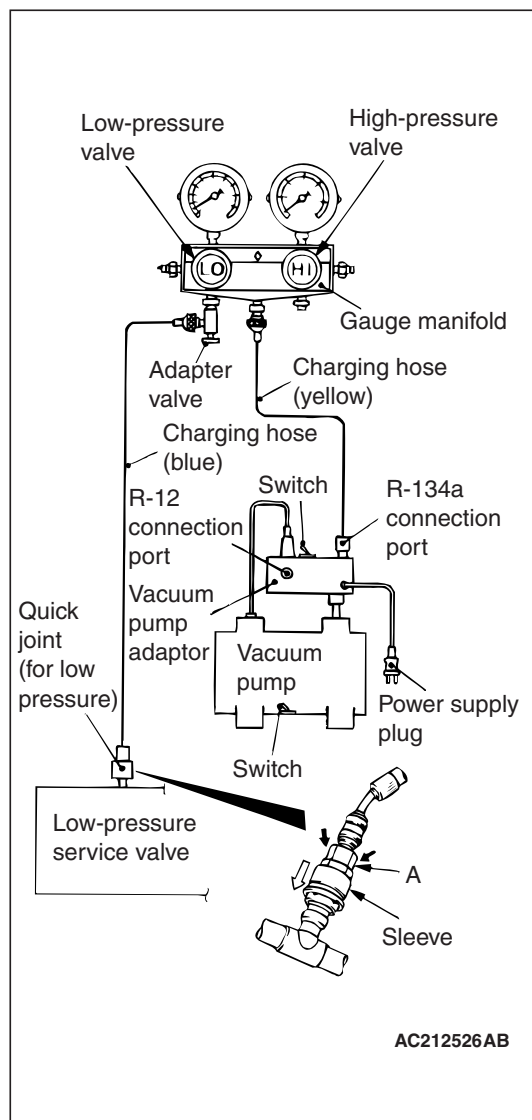 Low-pressure
valve
High-pressure
valve
LO
HI
Gauge manifold
Adapter
valve
Charging hose
(yellow)
Charging hose
(blue)
Switch
R-12
connection
port
R-134a
connection
port
Vacuum
pump
adaptor
Quick
joint
(for low
pressure)
Vacuum
pump
Power supply
plug
Switch
Low-pressure
service valve
A
Sleeve
AC212526AB